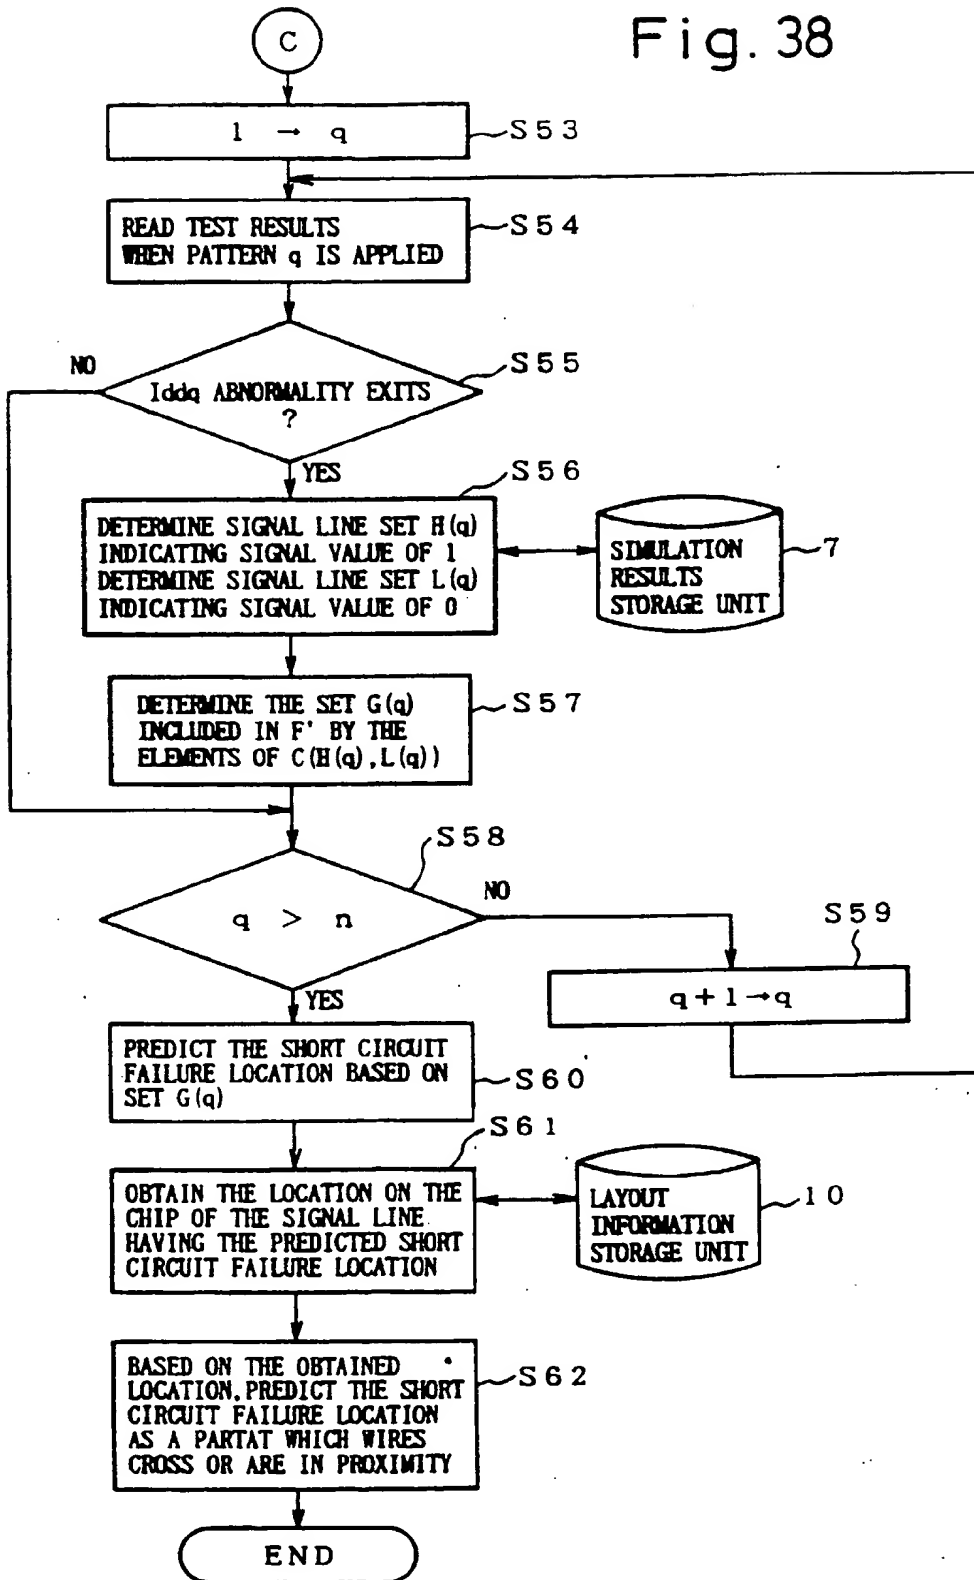 Fig. 38
C
1 → q
S53
READ TEST RESULTS
WHEN PATTERN q IS APPLIED
S54
NO
Iddq ABNORMALITY EXITS
?
S55
YES
S56
DETERMINE SIGNAL LINE SET H(q)
INDICATING SIGNAL VALUE OF 1
DETERMINE SIGNAL LINE SET L(q)
INDICATING SIGNAL VALUE OF 0
SIMULATION
RESULTS
STORAGE UNIT
7
DETERMINE THE SET G(q)
INCLUDED IN F' BY THE
ELEMENTS OF C(H(q),L(q))
S57
S58
q > n
NO
S59
q+1→q
YES
PREDICT THE SHORT CIRCUIT
FAILURE LOCATION BASED ON
SET G(q)
S60
S61
OBTAIN THE LOCATION ON THE
CHIP OF THE SIGNAL LINE
HAVING THE PREDICTED SHORT
CIRCUIT FAILURE LOCATION
LAYOUT
INFORMATION
STORAGE UNIT
10
BASED ON THE OBTAINED
LOCATION, PREDICT THE SHORT
CIRCUIT FAILURE LOCATION
AS A PARTAT WHICH WIRES
CROSS OR ARE IN PROXIMITY
S62
END